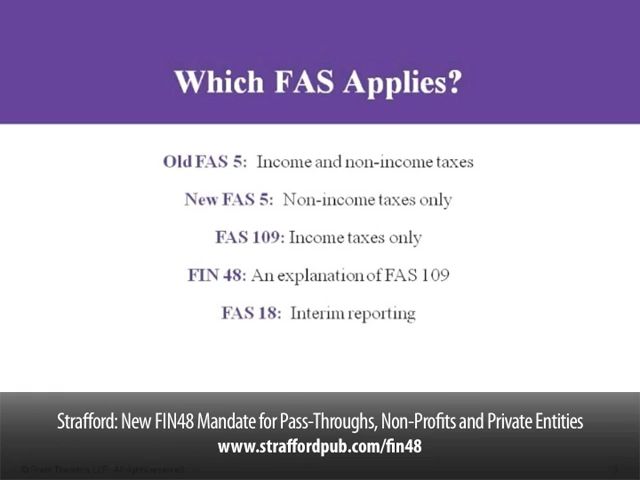 Which FAS Applies?
Old FAS 5: Income and non-income taxes
New FAS 5: Non-income taxes only
FAS 109: Income taxes only
FIN 48: An explanation of FAS 109
FAS 18: Interim reporting
Strafford: New FIN48 Mandate for Pass-Throughs, Non-Profits and Private Entities
www.straffordpub.com/fin48